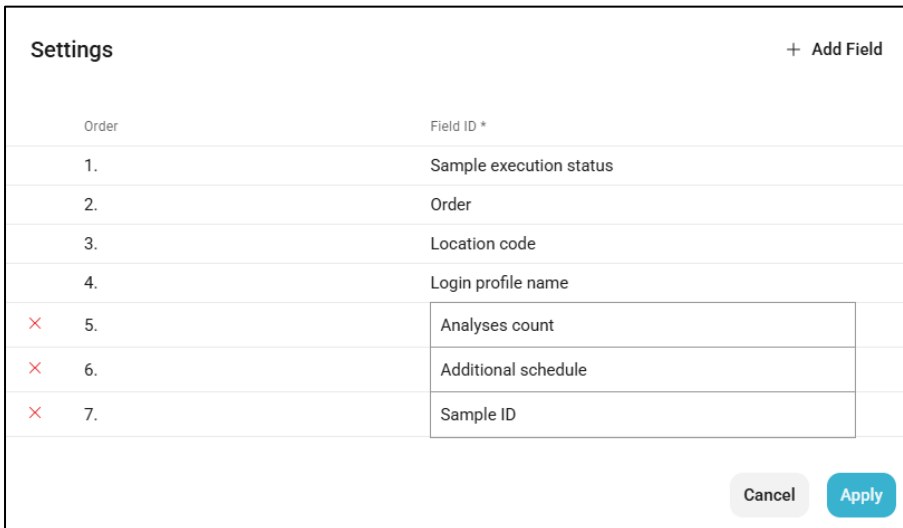 Settings
+ Add Field
Order Field ID *
1. Sample execution status
2. Order
3. Location code
4. Login profile name
5. Analyses count
6. Additional schedule
7. Sample ID
Cancel Apply